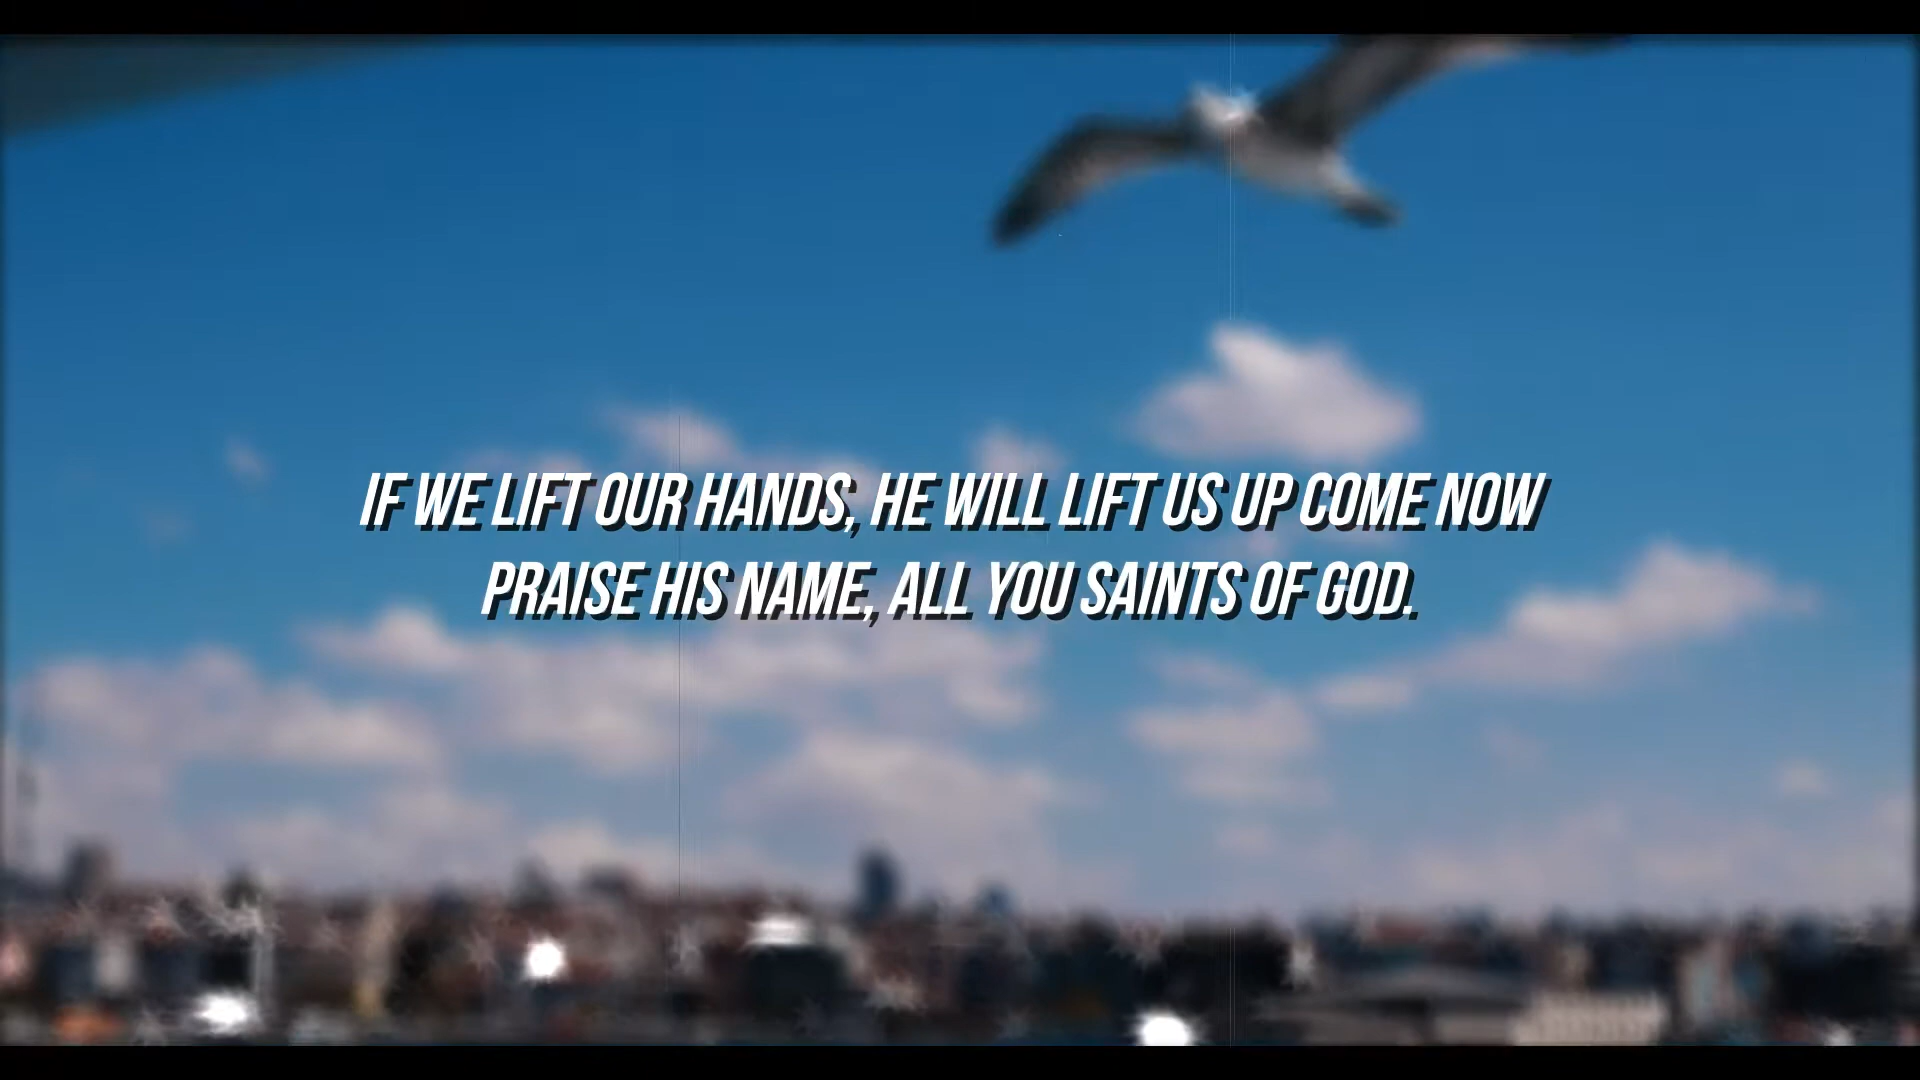 IF WE LIFT OUR HANDS, HE WILL LIFT US UP COME NOW
PRAISE HIS NAME, ALL YOU SAINTS OF GOD.